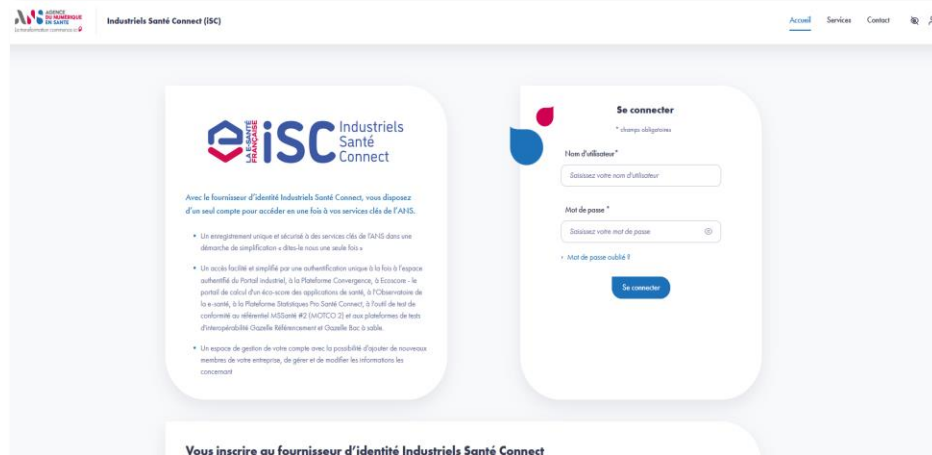 AGENCE
DU NUMÉRIQUE
EN SANTÉ
La transformation commence ici
Industriels Santé Connect (iSC)
Accueil
Services
Contact
LA E-SANTÉ
FRANÇAISE
iSC
Industriels
Santé
Connect
Avec le fournisseur d'identité Industriels Santé Connect, vous disposez
d'un seul compte pour accéder en une fois à vos services clés de l'ANS.
Un enregistrement unique et sécurisé à des services clés de l'ANS dans une
démarche de simplification « dites-le nous une seule fois »
Un accès facilité et simplifié par une authentification unique à la fois à l'espace
authentifié du Portail industriel, à la Plateforme Convergence, à Ecoscore - le
portail de calcul d'un éco-score des applications de santé, à l'Observatoire de
la e-santé, à la Plateforme Statistiques Pro Santé Connect, à l'outil de test de
conformité au référentiel MSSanté #2 (MOTCO 2) et aux plateformes de tests
d'interopérabilité Gazelle Référencement et Gazelle Bac à sable.
Un espace de gestion de votre compte avec la possibilité d'ajouter de nouveaux
membres de votre entreprise, de gérer et de modifier les informations les
concernant
Se connecter
* champs obligatoires
Nom d'utilisateur*
Saisissez votre nom d'utilisateur
Mot de passe *
Saisissez votre mot de passe
Mot de passe oublié ?
Se connecter
Vous inscrire au fournisseur d'identité Industriels Santé Connect